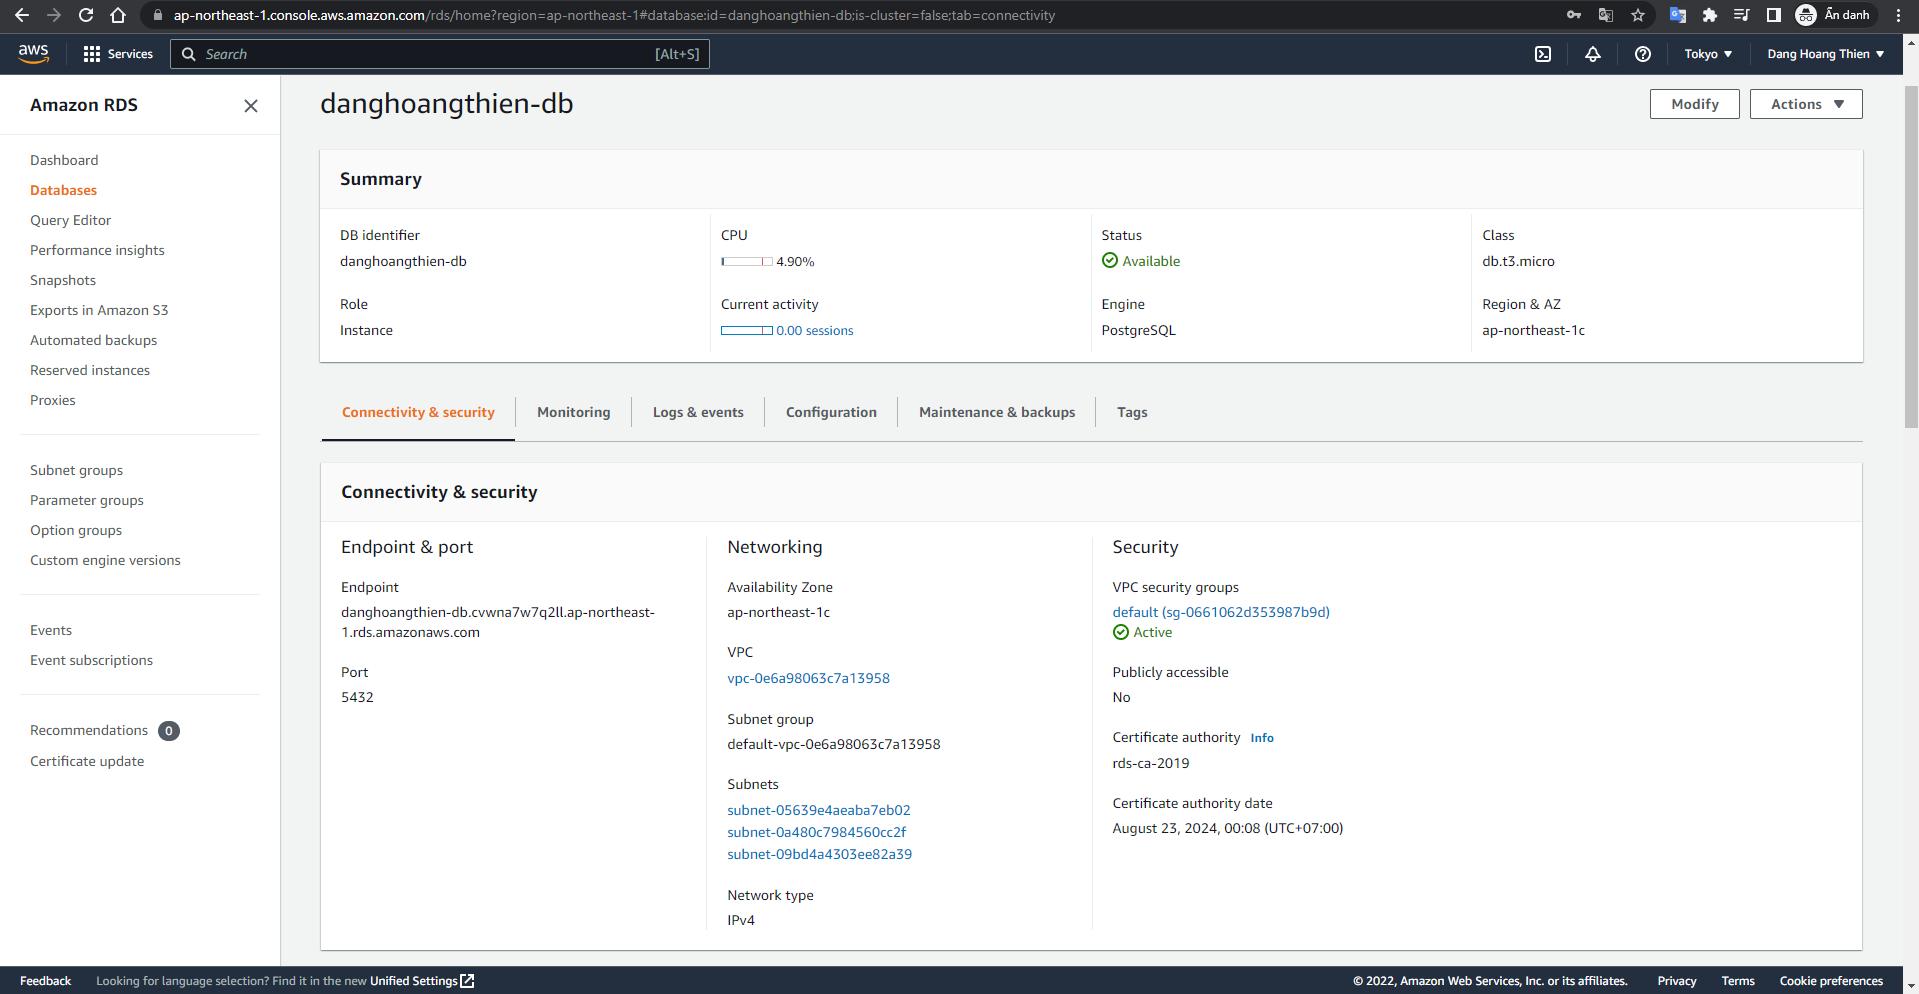 ap-northeast-1.console.aws.amazon.com/rds/home?region=ap-northeast-1#database:id=danghoangthien-db;is-cluster=false;tab=connectivity
Ẩn danh
aws
Services
Search
[Alt+S]
Tokyo
Dang Hoang Thien
Amazon RDS
Dashboard
Databases
Query Editor
Performance insights
Snapshots
Exports in Amazon S3
Automated backups
Reserved instances
Proxies
Subnet groups
Parameter groups
Option groups
Custom engine versions
Events
Event subscriptions
Recommendations 0
Certificate update
danghoangthien-db
Modify
Actions
Summary
DB identifier
danghoangthien-db
CPU
4.90%
Status
Available
Class
db.t3.micro
Role
Instance
Current activity
0.00 sessions
Engine
PostgreSQL
Region & AZ
ap-northeast-1c
Connectivity & security
Monitoring
Logs & events
Configuration
Maintenance & backups
Tags
Connectivity & security
Endpoint & port
Endpoint
danghoangthien-db.cvwna7w7q2ll.ap-northeast-
1.rds.amazonaws.com
Port
5432
Networking
Availability Zone
ap-northeast-1c
VPC
vpc-0e6a98063c7a13958
Subnet group
default-vpc-0e6a98063c7a13958
Subnets
subnet-05639e4aeaba7eb02
subnet-0a480c7984560cc2f
subnet-09bd4a4303ee82a39
Network type
IPv4
Security
VPC security groups
default (sg-0661062d353987b9d)
Active
Publicly accessible
No
Certificate authority Info
rds-ca-2019
Certificate authority date
August 23, 2024, 00:08 (UTC+07:00)
Feedback
Looking for language selection? Find it in the new Unified Settings
© 2022, Amazon Web Services, Inc. or its affiliates.
Privacy
Terms
Cookie preferences